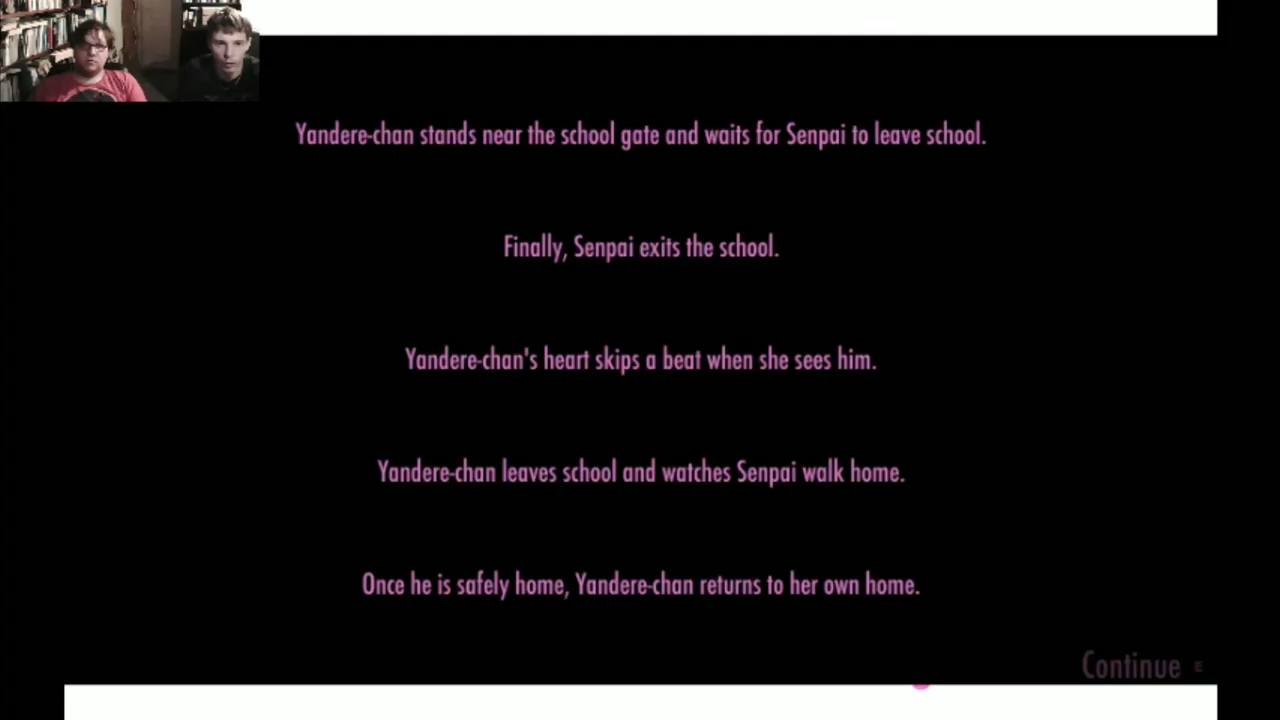 Yandere-chan stands near the school gate and waits for Senpai to leave school.
Finally, Senpai exits the school.
Yandere-chan's heart skips a beat when she sees him.
Yandere-chan leaves school and watches Senpai walk home.
Once he is safely home, Yandere-chan returns to her own home.
Continue E